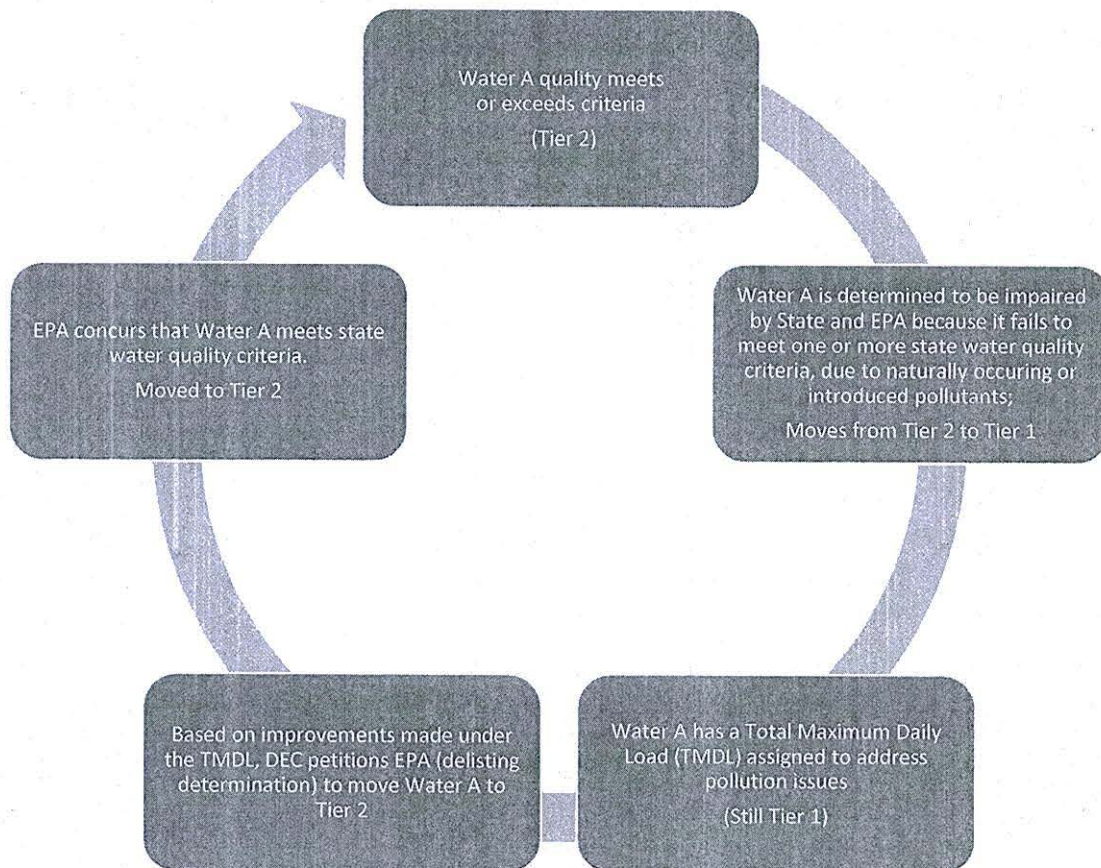 Water A quality meets
or exceeds criteria
(Tier 2)
Water A is determined to be impaired
by State and EPA because it fails to
meet one or more state water quality
criteria, due to naturally occuring or
introduced pollutants;
Moves from Tier 2 to Tier 1
Water A has a Total Maximum Daily
Load (TMDL) assigned to address
pollution issues
(Still Tier 1)
Based on improvements made under
the TMDL, DEC petitions EPA (delisting
determination) to move Water A to
Tier 2
EPA concurs that Water A meets state
water quality criteria.
Moved to Tier 2